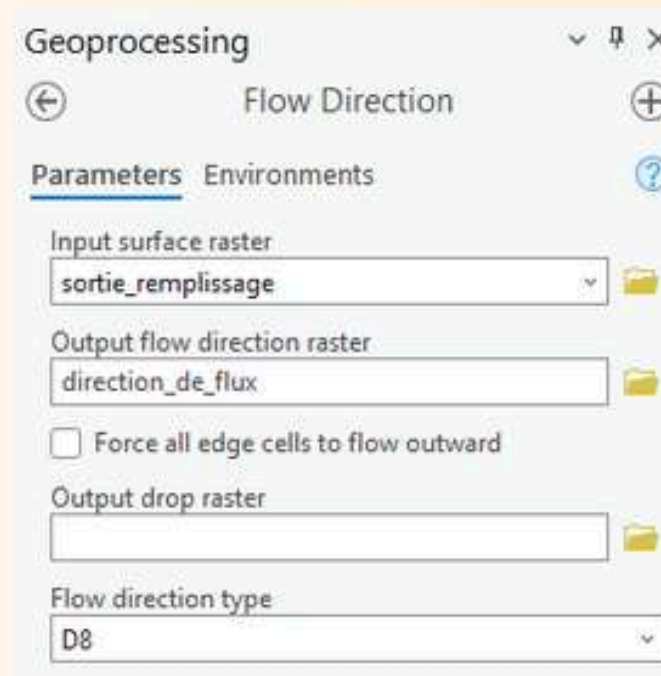 Geoprocessing
Flow Direction
Parameters Environments
Input surface raster
sortie_remplissage
Output flow direction raster
direction_de_flux
Force all edge cells to flow outward
Output drop raster
Flow direction type
D8